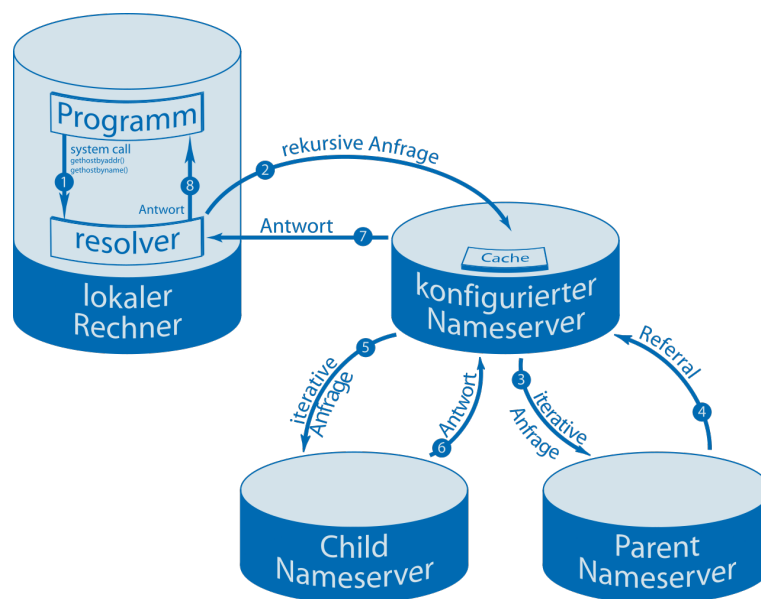 Programm
system call
gethostbyaddr()
gethostbyname()
1
8
Antwort
resolver
lokaler
Rechner
2
rekursive Anfrage
Antwort
7
Cache
konfigurierter
Nameserver
5
iterative
Anfrage
6
Antwort
3
iterative
Anfrage
Referral
4
Child
Nameserver
Parent
Nameserver